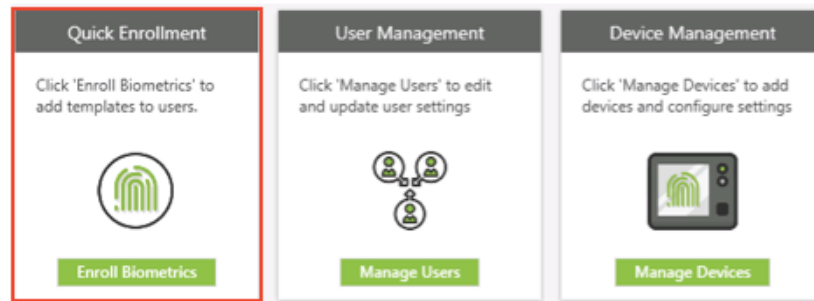 Quick Enrollment
Click 'Enroll Biometrics' to
add templates to users.
Enroll Biometrics
User Management
Click 'Manage Users' to edit
and update user settings
Manage Users
Device Management
Click 'Manage Devices' to add
devices and configure settings
Manage Devices